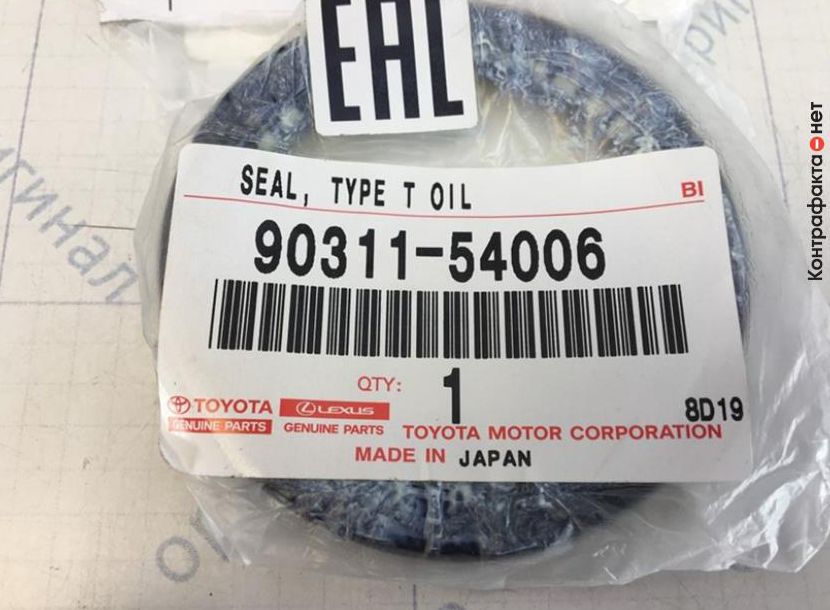 EAC
SEAL, TYPE T OIL
BI
90311-54006
QTY: 1
8D19
TOYOTA
GENUINE PARTS
LEXUS
GENUINE PARTS
TOYOTA MOTOR CORPORATION
MADE IN JAPAN
Контрафакта нет